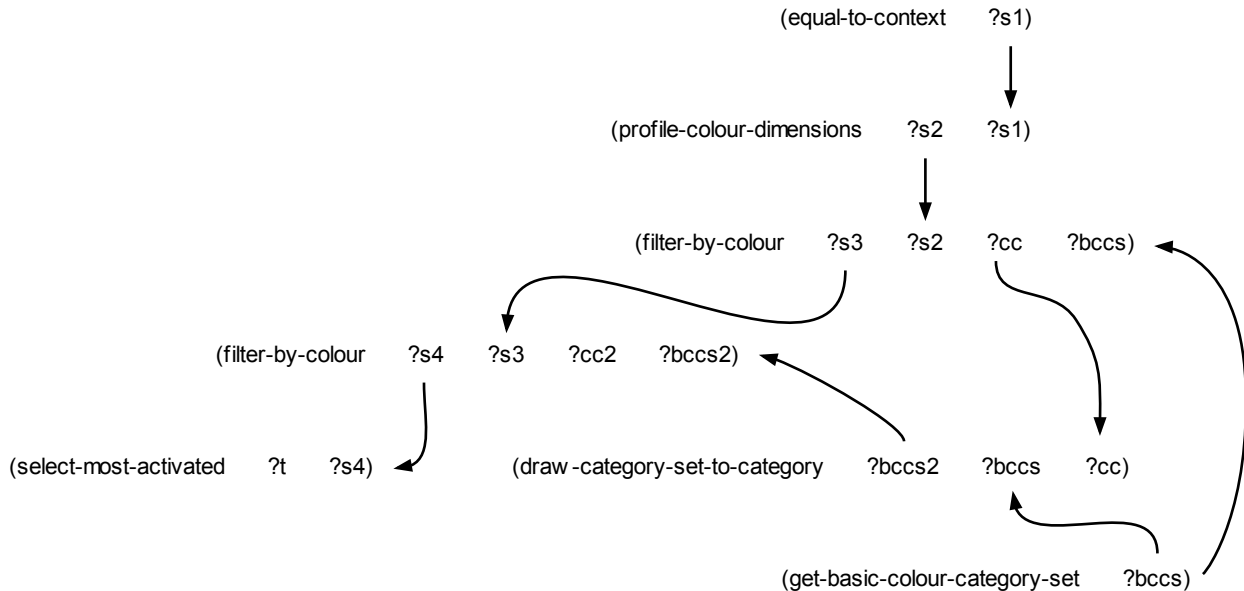 (equal-to-context ?s1)
(profile-colour-dimensions ?s2 ?s1)
(filter-by-colour ?s3 ?s2 ?cc ?bccs)
(filter-by-colour ?s4 ?s3 ?cc2 ?bccs2)
(select-most-activated ?t ?s4) (draw-category-set-to-category ?bccs2 ?bccs ?cc)
(get-basic-colour-category-set ?bccs)